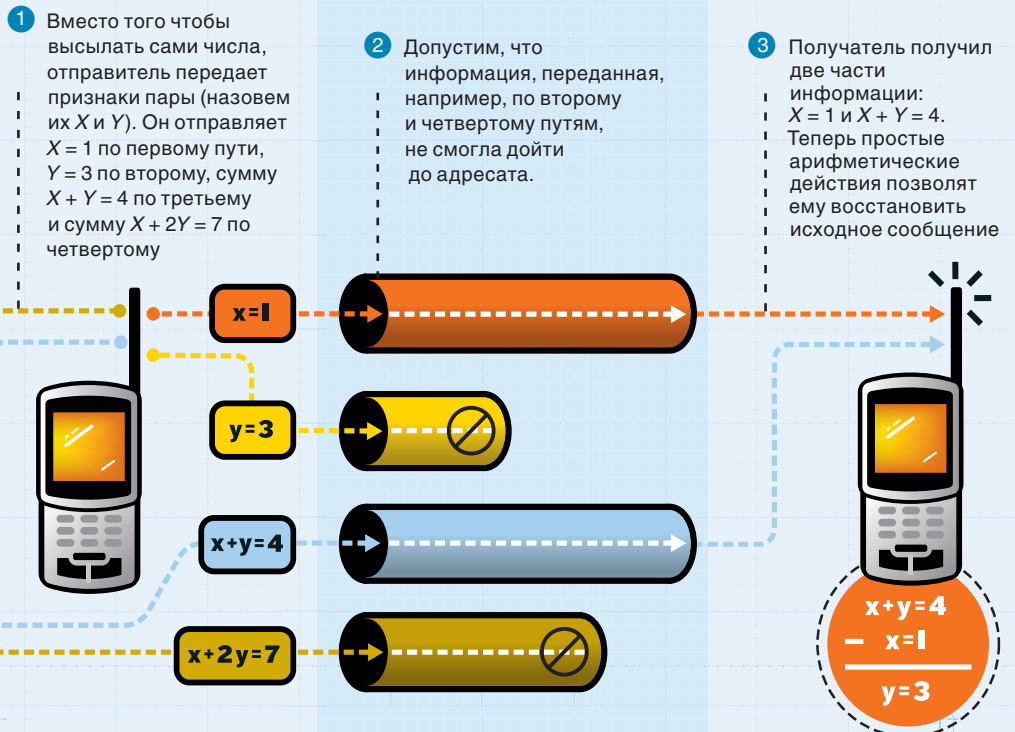 1 Вместо того чтобы
высылать сами числа,
отправитель передает
признаки пары (назовем
их X и Y). Он отправляет
X = 1 по первому пути,
Y = 3 по второму, сумму
X + Y = 4 по третьему
и сумму X + 2Y = 7 по
четвертому
2 Допустим, что
информация, переданная,
например, по второму
и четвертому путям,
не смогла дойти
до адресата.
3 Получатель получил
две части
информации:
X = 1 и X + Y = 4.
Теперь простые
арифметические
действия позволят
ему восстановить
исходное сообщение
x=1
y=3
x+y=4
x+2y=7
x+y=4
– x=1
y=3